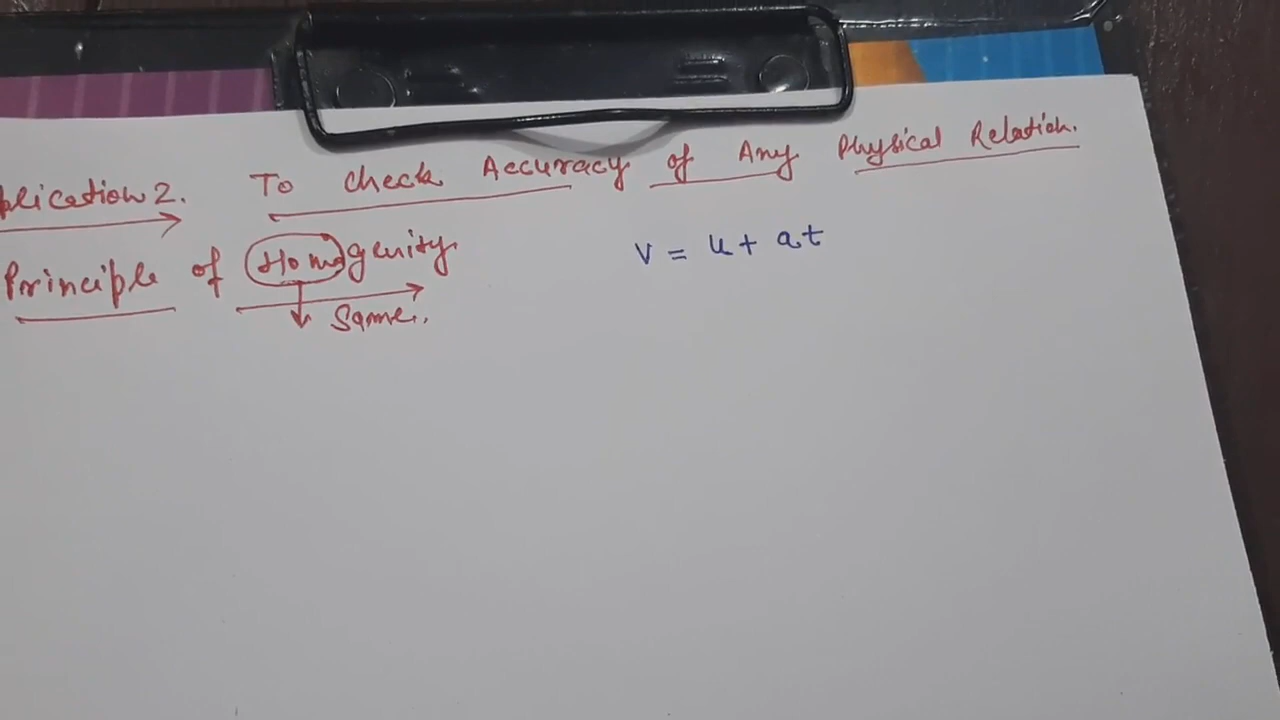 plication 2. To check Accuracy of Any Physical Relation.
Principle of Homogenity
Same.
v = u + at